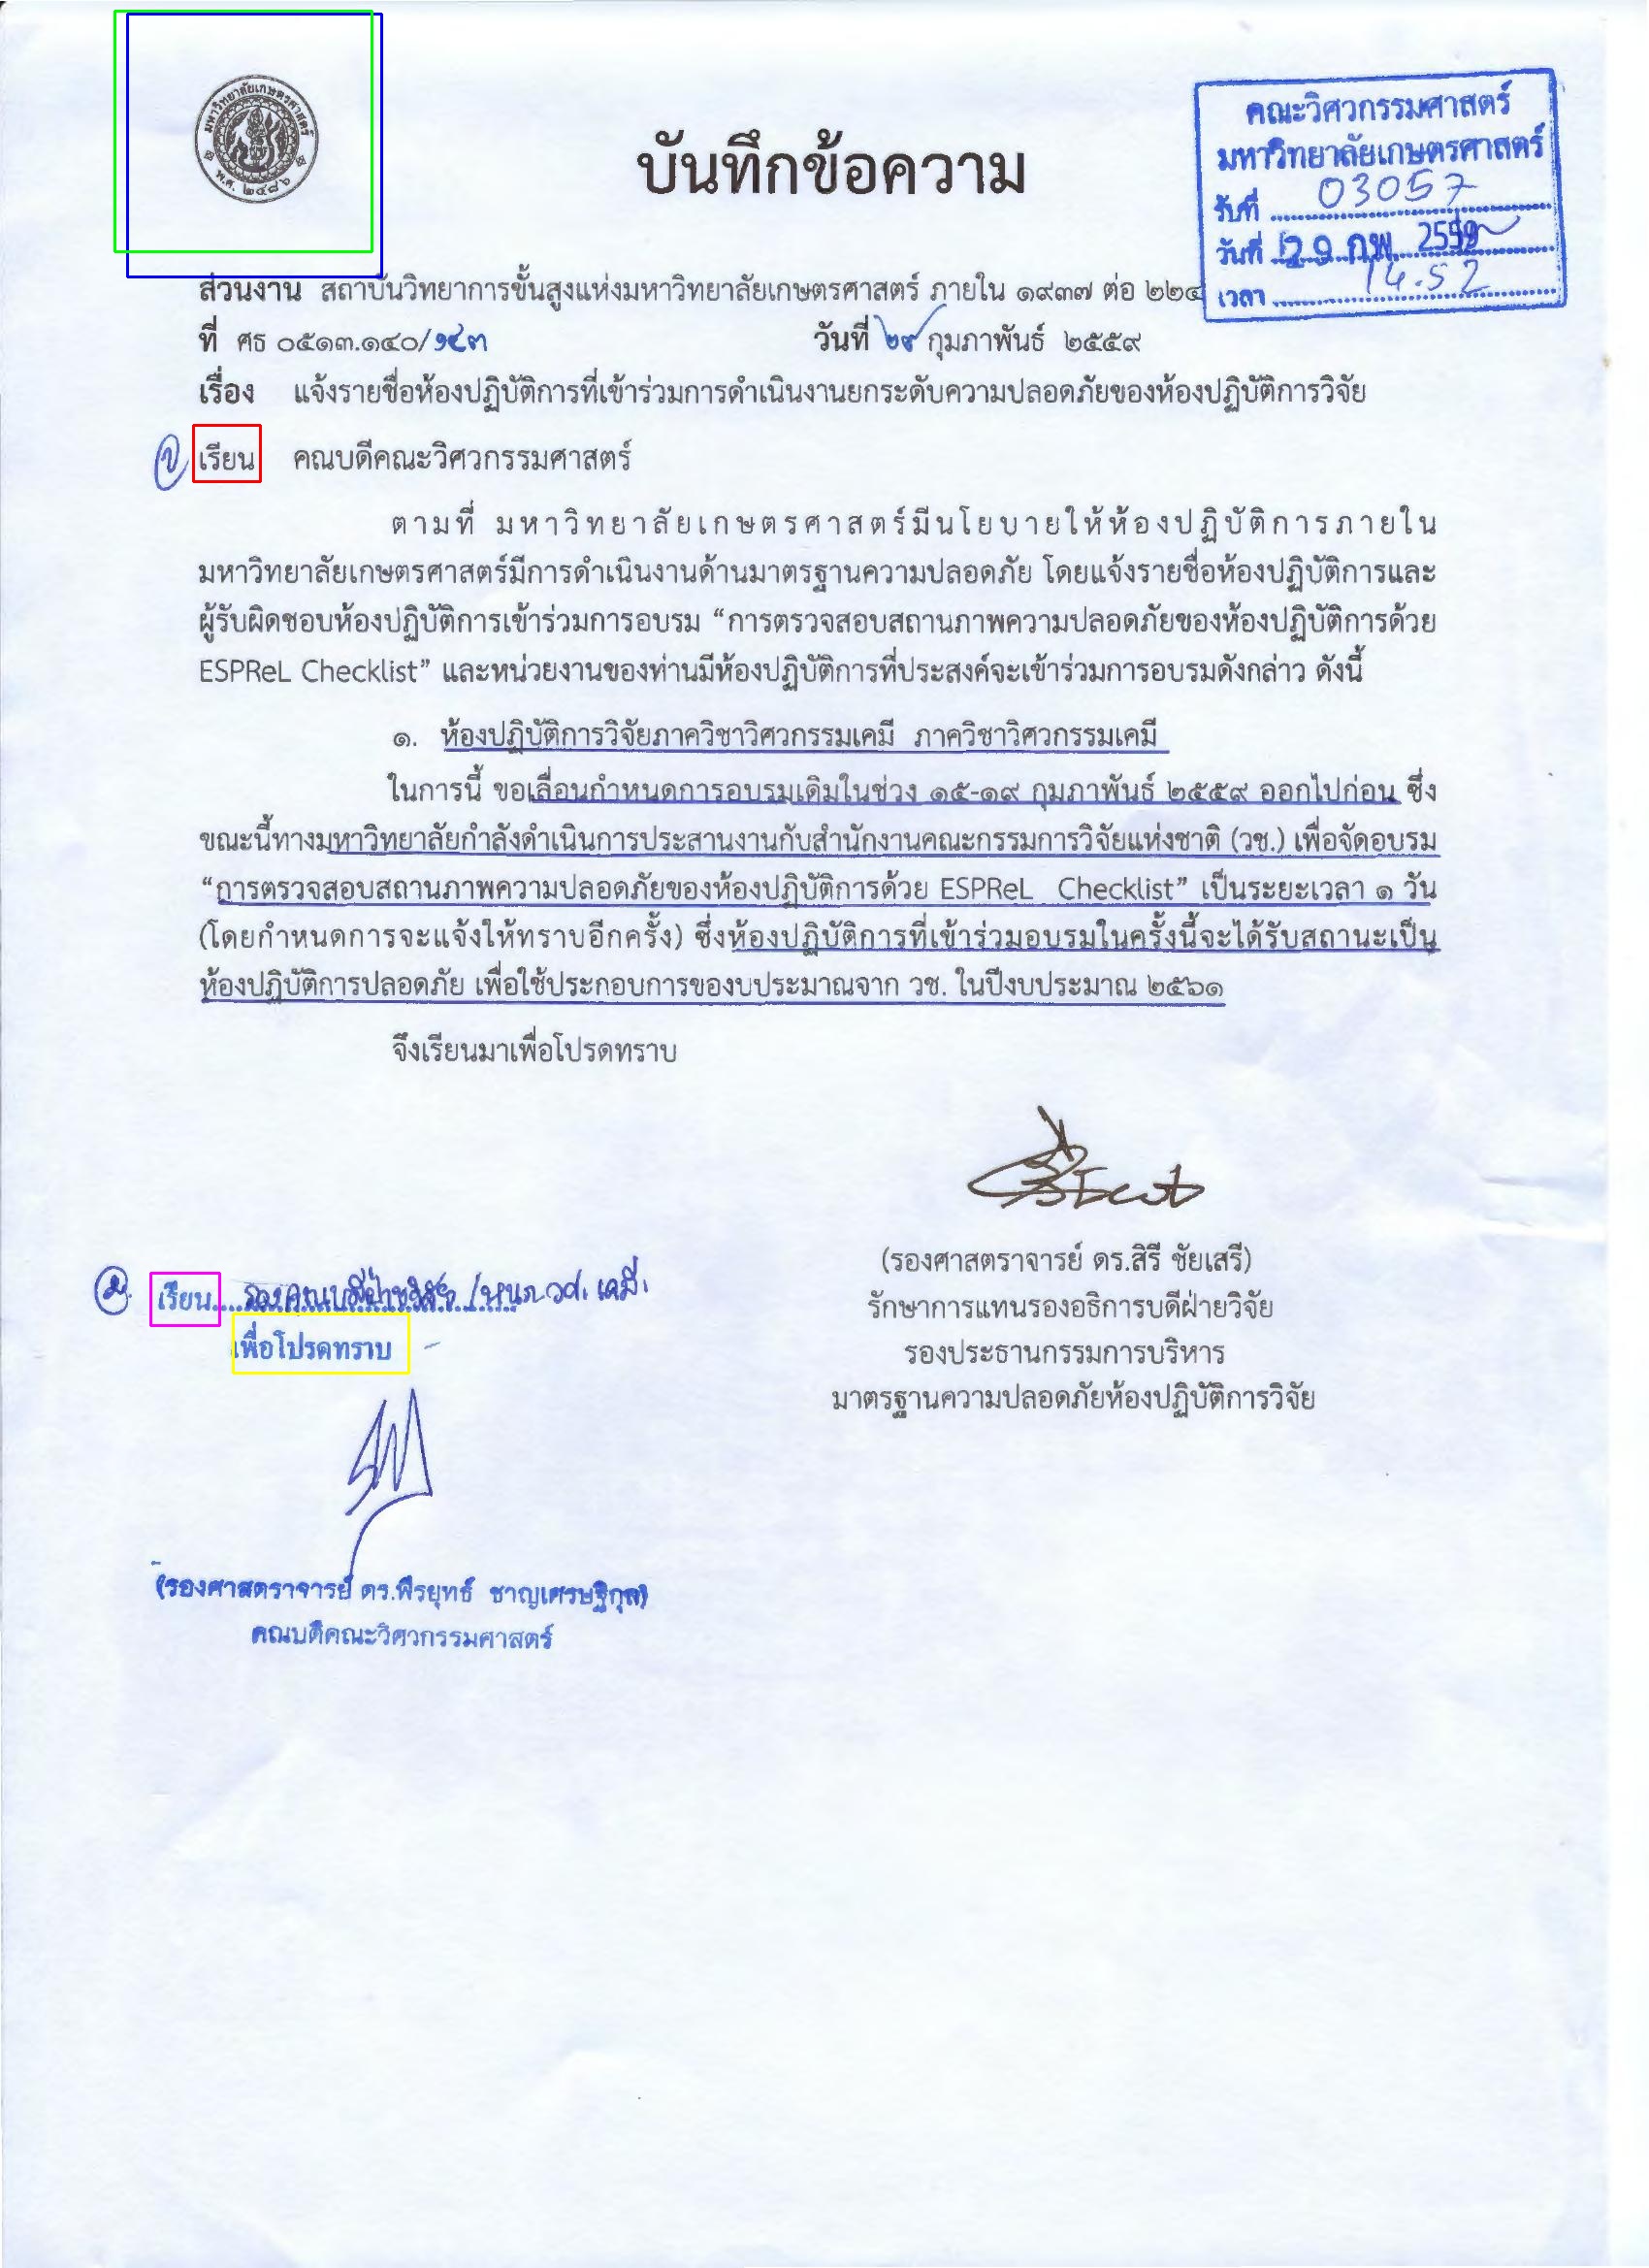 มหาวิทยาลัยเกษตรศาสตร์
พ.ศ. ๒๔๘๖
บันทึกข้อความ
คณะวิศวกรรมศาสตร์
มหาวิทยาลัยเกษตรศาสตร์
รับที่ 03057
วันที่ 29 กพ. 2559
เวลา 14.52
ส่วนงาน สถาบันวิทยาการขั้นสูงแห่งมหาวิทยาลัยเกษตรศาสตร์ ภายใน ๑๙๓๗ ต่อ ๒๒๔
ที่ ศธ ๐๕๑๓.๑๔๐/๑๔๓ วันที่ ๒๙ กุมภาพันธ์ ๒๕๕๙
เรื่อง แจ้งรายชื่อห้องปฏิบัติการที่เข้าร่วมการดำเนินงานยกระดับความปลอดภัยของห้องปฏิบัติการวิจัย
เรียน คณบดีคณะวิศวกรรมศาสตร์
ตามที่ มหาวิทยาลัยเกษตรศาสตร์มีนโยบายให้ห้องปฏิบัติการภายใน
มหาวิทยาลัยเกษตรศาสตร์มีการดำเนินงานด้านมาตรฐานความปลอดภัย โดยแจ้งรายชื่อห้องปฏิบัติการและ
ผู้รับผิดชอบห้องปฏิบัติการเข้าร่วมการอบรม “การตรวจสอบสถานภาพความปลอดภัยของห้องปฏิบัติการด้วย
ESPReL Checklist” และหน่วยงานของท่านมีห้องปฏิบัติการที่ประสงค์จะเข้าร่วมการอบรมดังกล่าว ดังนี้
๑. ห้องปฏิบัติการวิจัยภาควิชาวิศวกรรมเคมี ภาควิชาวิศวกรรมเคมี
ในการนี้ ขอเลื่อนกำหนดการอบรมเดิมในช่วง ๑๕-๑๙ กุมภาพันธ์ ๒๕๕๙ ออกไปก่อน ซึ่ง
ขณะนี้ทางมหาวิทยาลัยกำลังดำเนินการประสานงานกับสำนักงานคณะกรรมการวิจัยแห่งชาติ (วช.) เพื่อจัดอบรม
“การตรวจสอบสถานภาพความปลอดภัยของห้องปฏิบัติการด้วย ESPReL Checklist” เป็นระยะเวลา ๑ วัน
(โดยกำหนดการจะแจ้งให้ทราบอีกครั้ง) ซึ่งห้องปฏิบัติการที่เข้าร่วมอบรมในครั้งนี้จะได้รับสถานะเป็น
ห้องปฏิบัติการปลอดภัย เพื่อใช้ประกอบการของบประมาณจาก วช. ในปีงบประมาณ ๒๕๖๑
จึงเรียนมาเพื่อโปรดทราบ
(รองศาสตราจารย์ ดร.สิรี ชัยเสรี)
รักษาการแทนรองอธิการบดีฝ่ายวิจัย
รองประธานกรรมการบริหาร
มาตรฐานความปลอดภัยห้องปฏิบัติการวิจัย
เรียน รองคณบดีฝ่ายวิจัย / หนภ.วศ. เคมี
เพื่อโปรดทราบ
(รองศาสตราจารย์ ดร.พีรยุทธ์ ชาญเศรษฐิกุล)
คณบดีคณะวิศวกรรมศาสตร์